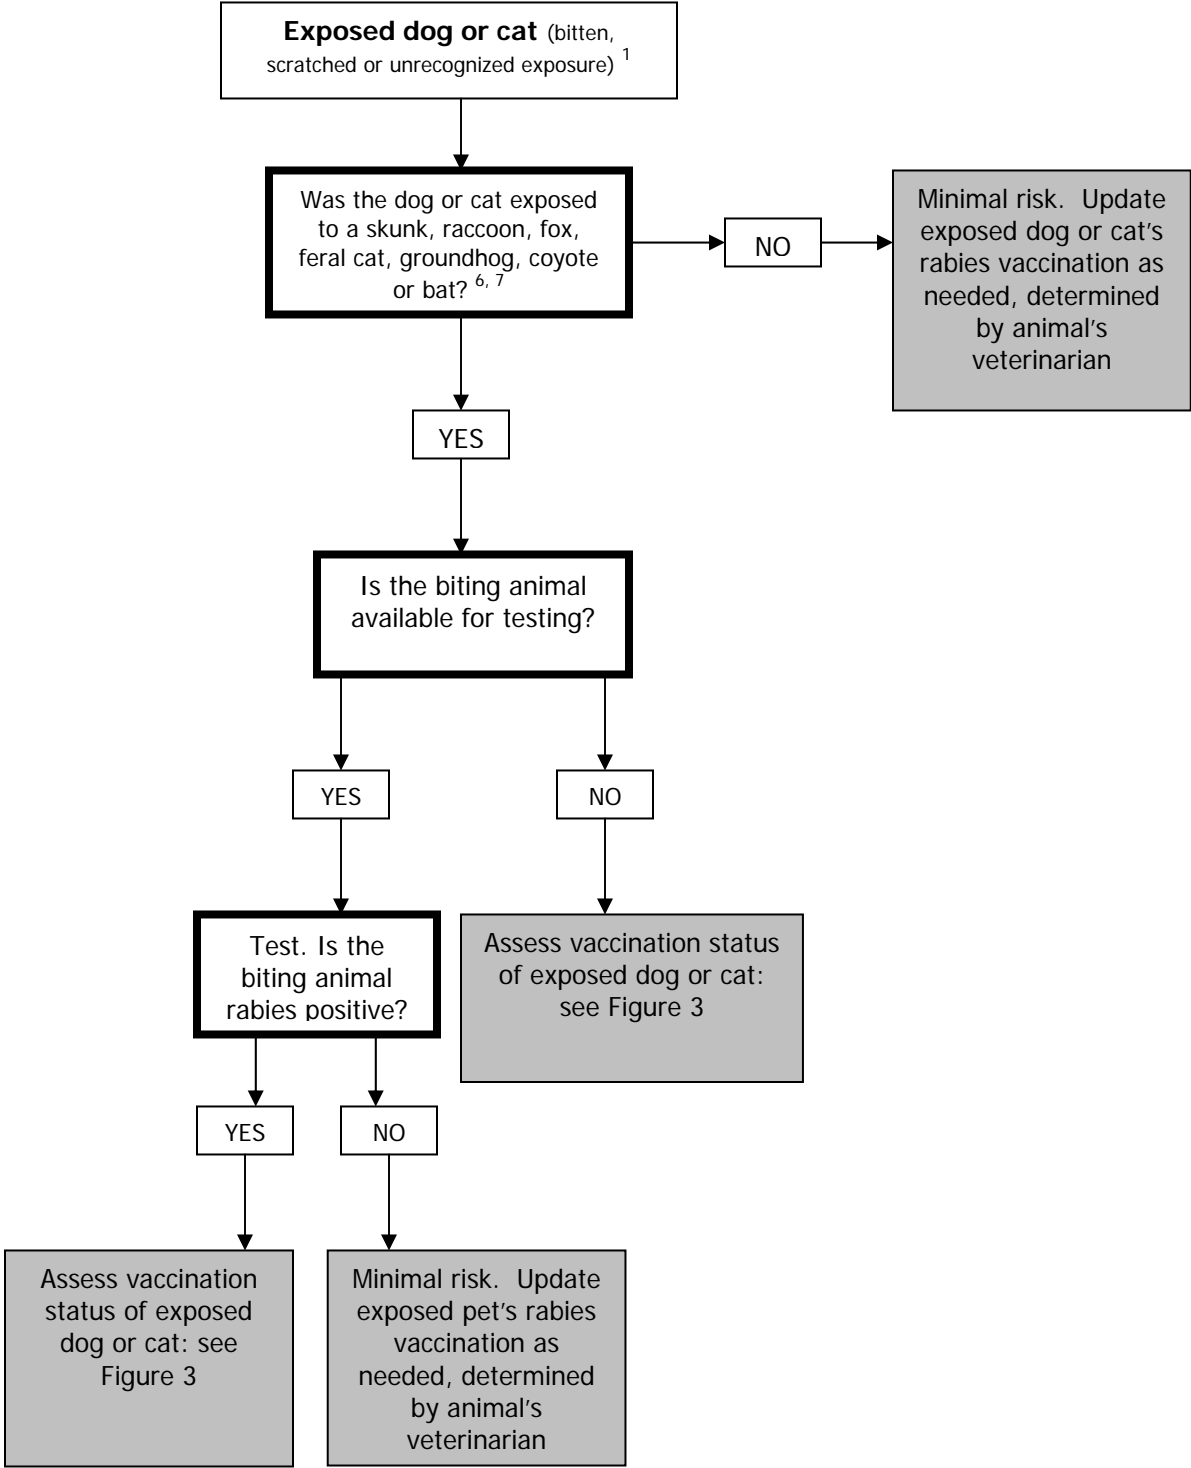 Exposed dog or cat (bitten,
scratched or unrecognized exposure) 1
Was the dog or cat exposed
to a skunk, raccoon, fox,
feral cat, groundhog, coyote
or bat? 6, 7
NO
Minimal risk. Update
exposed dog or cat's
rabies vaccination as
needed, determined
by animal's
veterinarian
YES
Is the biting animal
available for testing?
YES
NO
Test. Is the
biting animal
rabies positive?
Assess vaccination status
of exposed dog or cat:
see Figure 3
YES
NO
Assess vaccination
status of exposed
dog or cat: see
Figure 3
Minimal risk. Update
exposed pet's rabies
vaccination as
needed, determined
by animal's
veterinarian